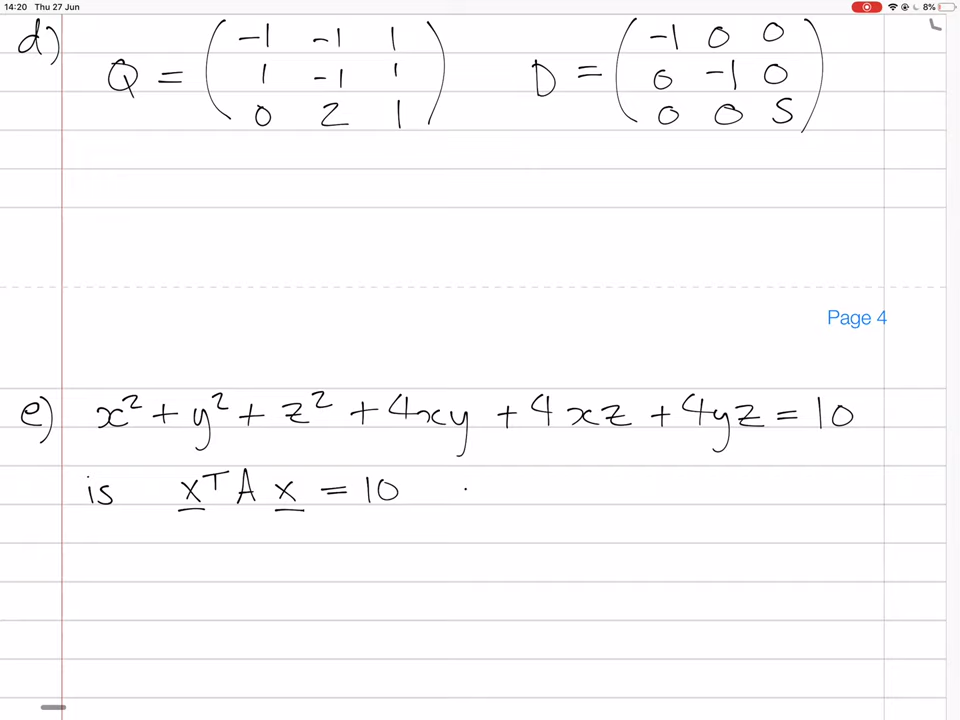 14:20 Thu 27 Jun 8%
d) Q = ( -1 -1 1 ) D = ( -1 0 0 )
( 1 -1 1 ) ( 0 -1 0 )
( 0 2 1 ) ( 0 0 5 )
Page 4
e) x² + y² + z² + 4xy + 4xz + 4yz = 10
is x^T A x = 10